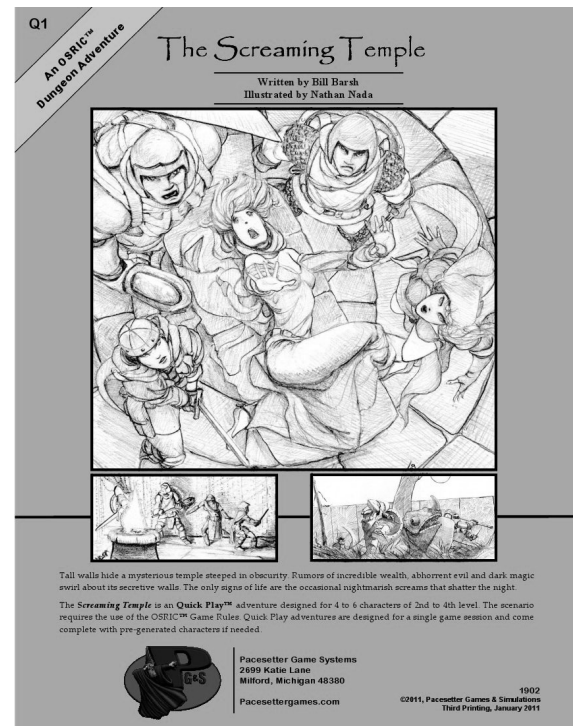 Q1
An OSRIC™
Dungeon Adventure
The Screaming Temple
Written by Bill Barsh
Illustrated by Nathan Nada
Tall walls hide a mysterious temple steeped in obscurity. Rumors of incredible wealth, abhorrent evil and dark magic
swirl about its secretive walls. The only signs of life are the occasional nightmarish screams that shatter the night.
The Screaming Temple is an Quick Play™ adventure designed for 4 to 6 characters of 2nd to 4th level. The scenario
requires the use of the OSRIC™ Game Rules. Quick Play adventures are designed for a single game session and come
complete with pre-generated characters if needed.
P
G&S
Pacesetter Game Systems
2699 Katie Lane
Milford, Michigan 48380
Pacesettergames.com
1902
©2011, Pacesetter Games & Simulations
Third Printing, January 2011